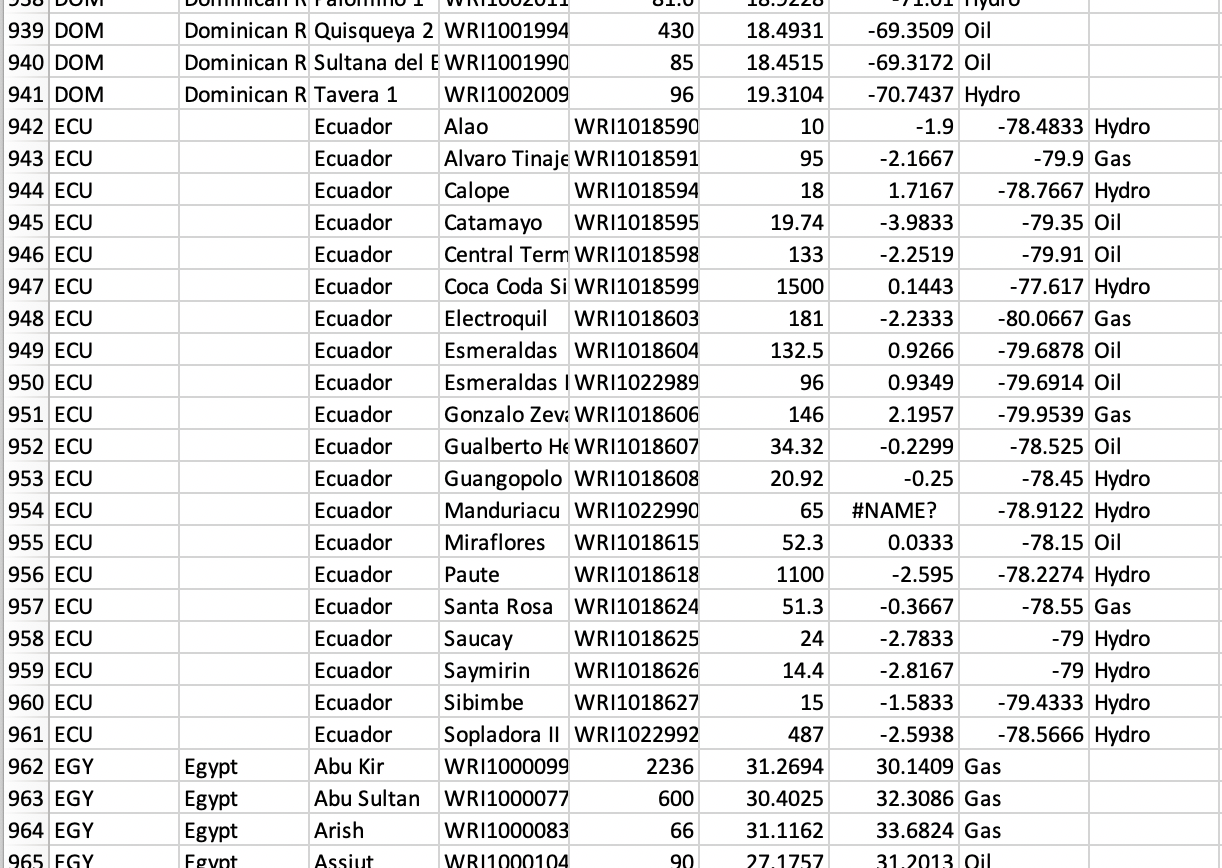 938 DOM Palomino 1 WRI1002011 81.6 18.9228 -71.01 Hydro
939 DOM Dominican R Quisqueya 2 WRI1001994 430 18.4931 -69.3509 Oil
940 DOM Dominican R Sultana del WRI1001990 85 18.4515 -69.3172 Oil
941 DOM Dominican R Tavera 1 WRI1002009 96 19.3104 -70.7437 Hydro
942 ECU Ecuador Alao WRI1018590 10 -1.9 -78.4833 Hydro
943 ECU Ecuador Alvaro Tinaje WRI1018591 95 -2.1667 -79.9 Gas
944 ECU Ecuador Calope WRI1018594 18 1.7167 -78.7667 Hydro
945 ECU Ecuador Catamayo WRI1018595 19.74 -3.9833 -79.35 Oil
946 ECU Ecuador Central Term WRI1018598 133 -2.2519 -79.91 Oil
947 ECU Ecuador Coca Coda Si WRI1018599 1500 0.1443 -77.617 Hydro
948 ECU Ecuador Electroquil WRI1018603 181 -2.2333 -80.0667 Gas
949 ECU Ecuador Esmeraldas WRI1018604 132.5 0.9266 -79.6878 Oil
950 ECU Ecuador Esmeraldas I WRI1022989 96 0.9349 -79.6914 Oil
951 ECU Ecuador Gonzalo Zeva WRI1018606 146 2.1957 -79.9539 Gas
952 ECU Ecuador Gualberto He WRI1018607 34.32 -0.2299 -78.525 Oil
953 ECU Ecuador Guangopolo WRI1018608 20.92 -0.25 -78.45 Hydro
954 ECU Ecuador Manduriacu WRI1022990 65 #NAME? -78.9122 Hydro
955 ECU Ecuador Miraflores WRI1018615 52.3 0.0333 -78.15 Oil
956 ECU Ecuador Paute WRI1018618 1100 -2.595 -78.2274 Hydro
957 ECU Ecuador Santa Rosa WRI1018624 51.3 -0.3667 -78.55 Gas
958 ECU Ecuador Saucay WRI1018625 24 -2.7833 -79 Hydro
959 ECU Ecuador Saymirin WRI1018626 14.4 -2.8167 -79 Hydro
960 ECU Ecuador Sibimbe WRI1018627 15 -1.5833 -79.4333 Hydro
961 ECU Ecuador Sopladora II WRI1022992 487 -2.5938 -78.5666 Hydro
962 EGY Egypt Abu Kir WRI1000099 2236 31.2694 30.1409 Gas
963 EGY Egypt Abu Sultan WRI1000077 600 30.4025 32.3086 Gas
964 EGY Egypt Arish WRI1000083 66 31.1162 33.6824 Gas
965 EGY Egypt Assiut WRI1000104 90 27.1757 31.2013 Oil